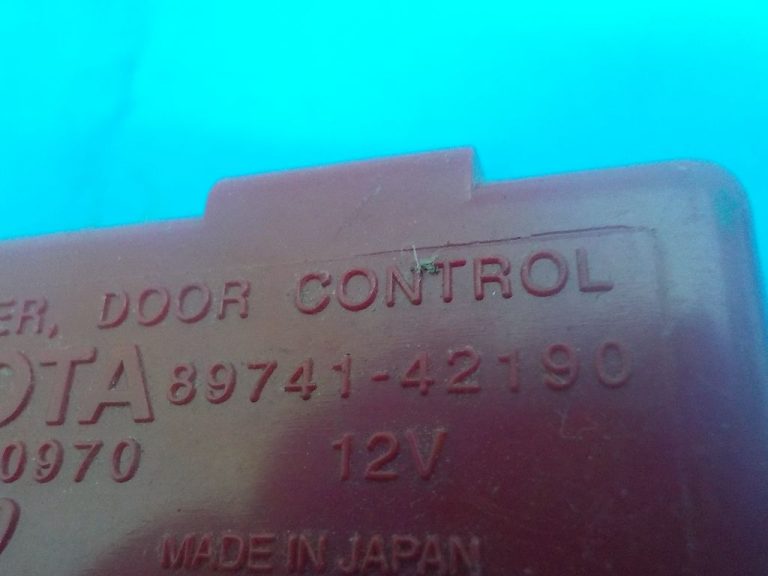 ER, DOOR CONTROL
OTA 89741-42190
0970 12V
MADE IN JAPAN